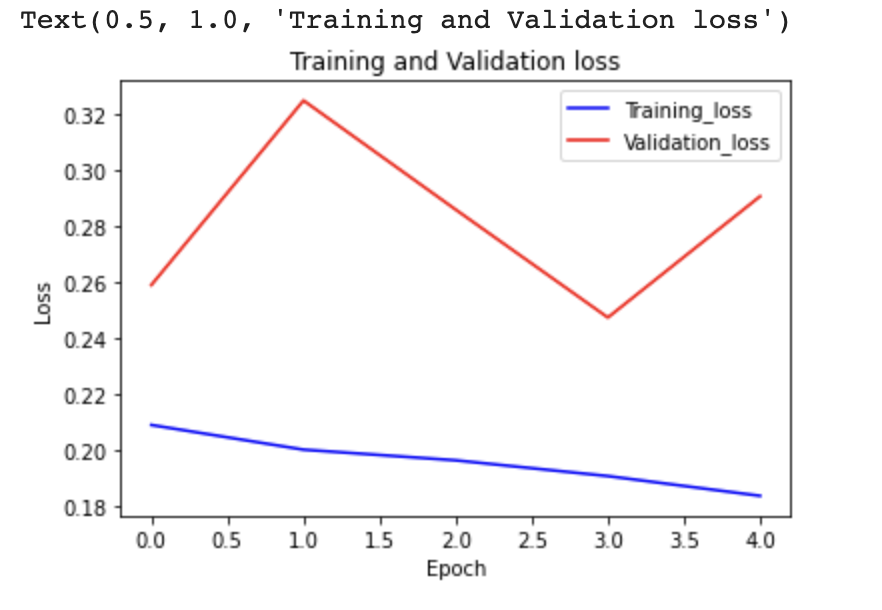 Text(0.5, 1.0, 'Training and Validation loss')
Training and Validation loss
Training_loss
Validation_loss
0.32
0.30
0.28
0.26
0.24
0.22
0.20
0.18
Loss
0.0 0.5 1.0 1.5 2.0 2.5 3.0 3.5 4.0
Epoch